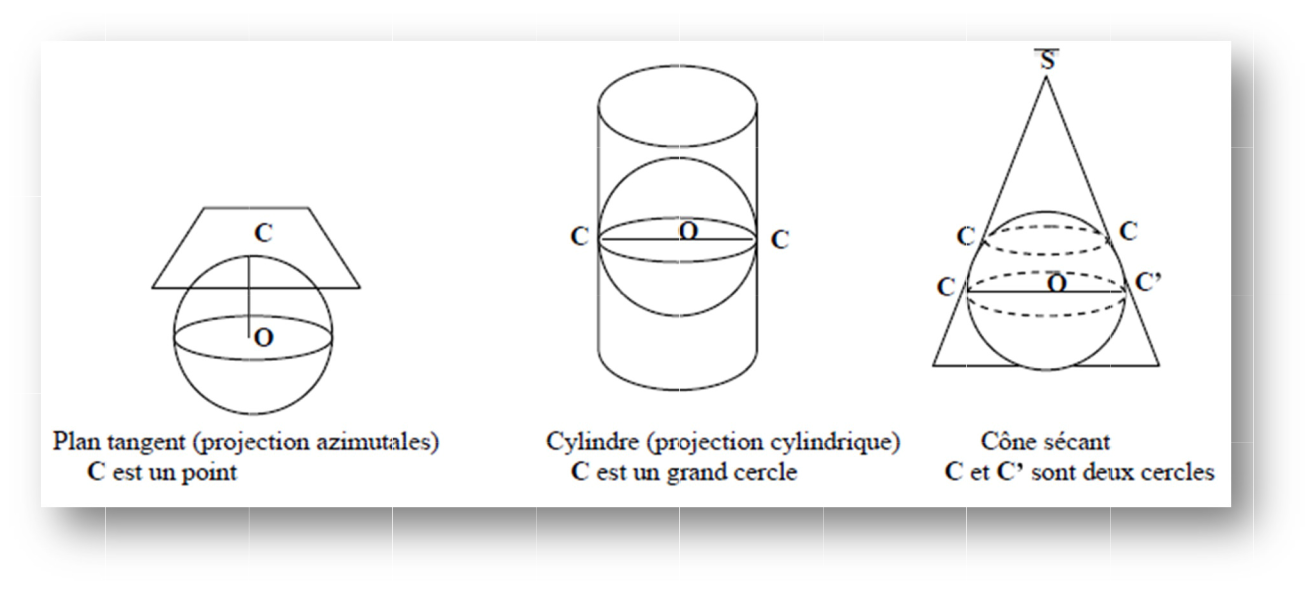 S
C
O
C
O
C
C
C
C
O
C’
Plan tangent (projection azimutales)
C est un point
Cylindre (projection cylindrique)
C est un grand cercle
Cône sécant
C et C’ sont deux cercles